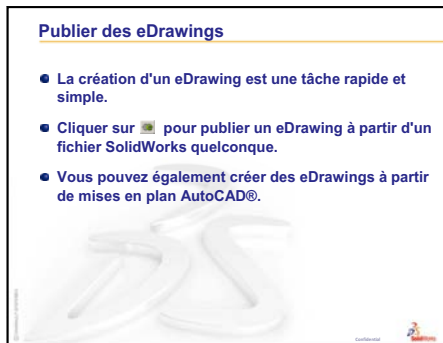 Publier des eDrawings
La création d'un eDrawing est une tâche rapide et
simple.
Cliquer sur pour publier un eDrawing à partir d'un
fichier SolidWorks quelconque.
Vous pouvez également créer des eDrawings à partir
de mises en plan AutoCAD®.
Confidential
SolidWorks